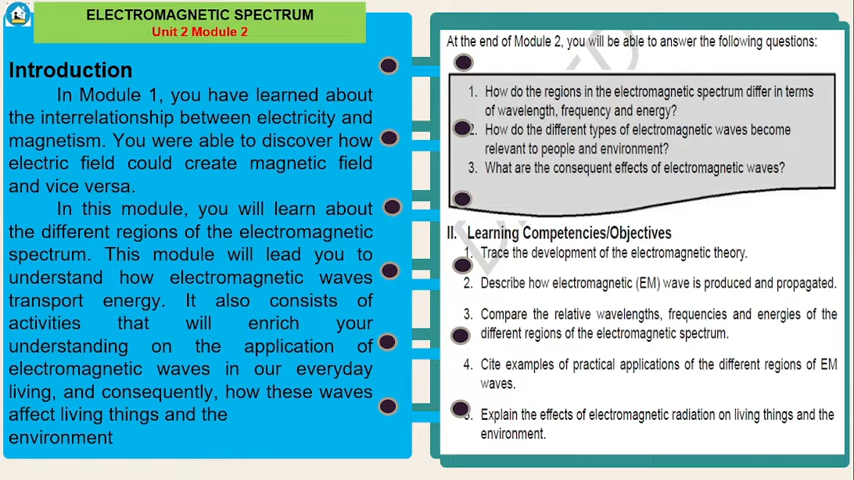 ELECTROMAGNETIC SPECTRUM
Unit 2 Module 2
Introduction
In Module 1, you have learned about
the interrelationship between electricity and
magnetism. You were able to discover how
electric field could create magnetic field
and vice versa.
In this module, you will learn about
the different regions of the electromagnetic
spectrum. This module will lead you to
understand how electromagnetic waves
transport energy. It also consists of
activities that will enrich your
understanding on the application of
electromagnetic waves in our everyday
living, and consequently, how these waves
affect living things and the
environment
At the end of Module 2, you will be able to answer the following questions:
1. How do the regions in the electromagnetic spectrum differ in terms
of wavelength, frequency and energy?
2. How do the different types of electromagnetic waves become
relevant to people and environment?
3. What are the consequent effects of electromagnetic waves?
II. Learning Competencies/Objectives
1. Trace the development of the electromagnetic theory.
2. Describe how electromagnetic (EM) wave is produced and propagated.
3. Compare the relative wavelengths, frequencies and energies of the
different regions of the electromagnetic spectrum.
4. Cite examples of practical applications of the different regions of EM
waves.
5. Explain the effects of electromagnetic radiation on living things and the
environment.